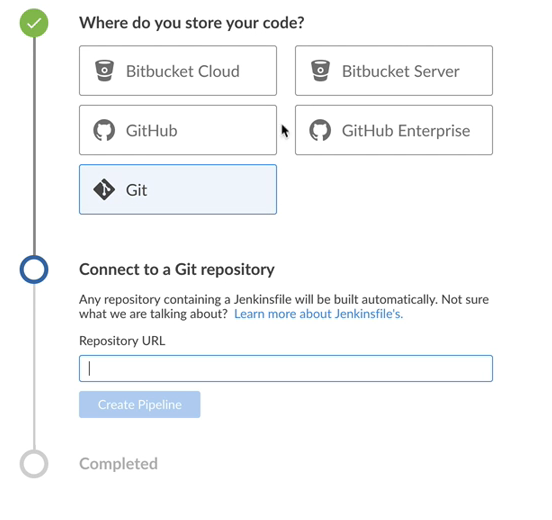 Where do you store your code?
Bitbucket Cloud
Bitbucket Server
GitHub
GitHub Enterprise
Git
Connect to a Git repository
Any repository containing a Jenkinsfile will be built automatically. Not sure
what we are talking about? Learn more about Jenkinsfile's.
Repository URL
Create Pipeline
Completed